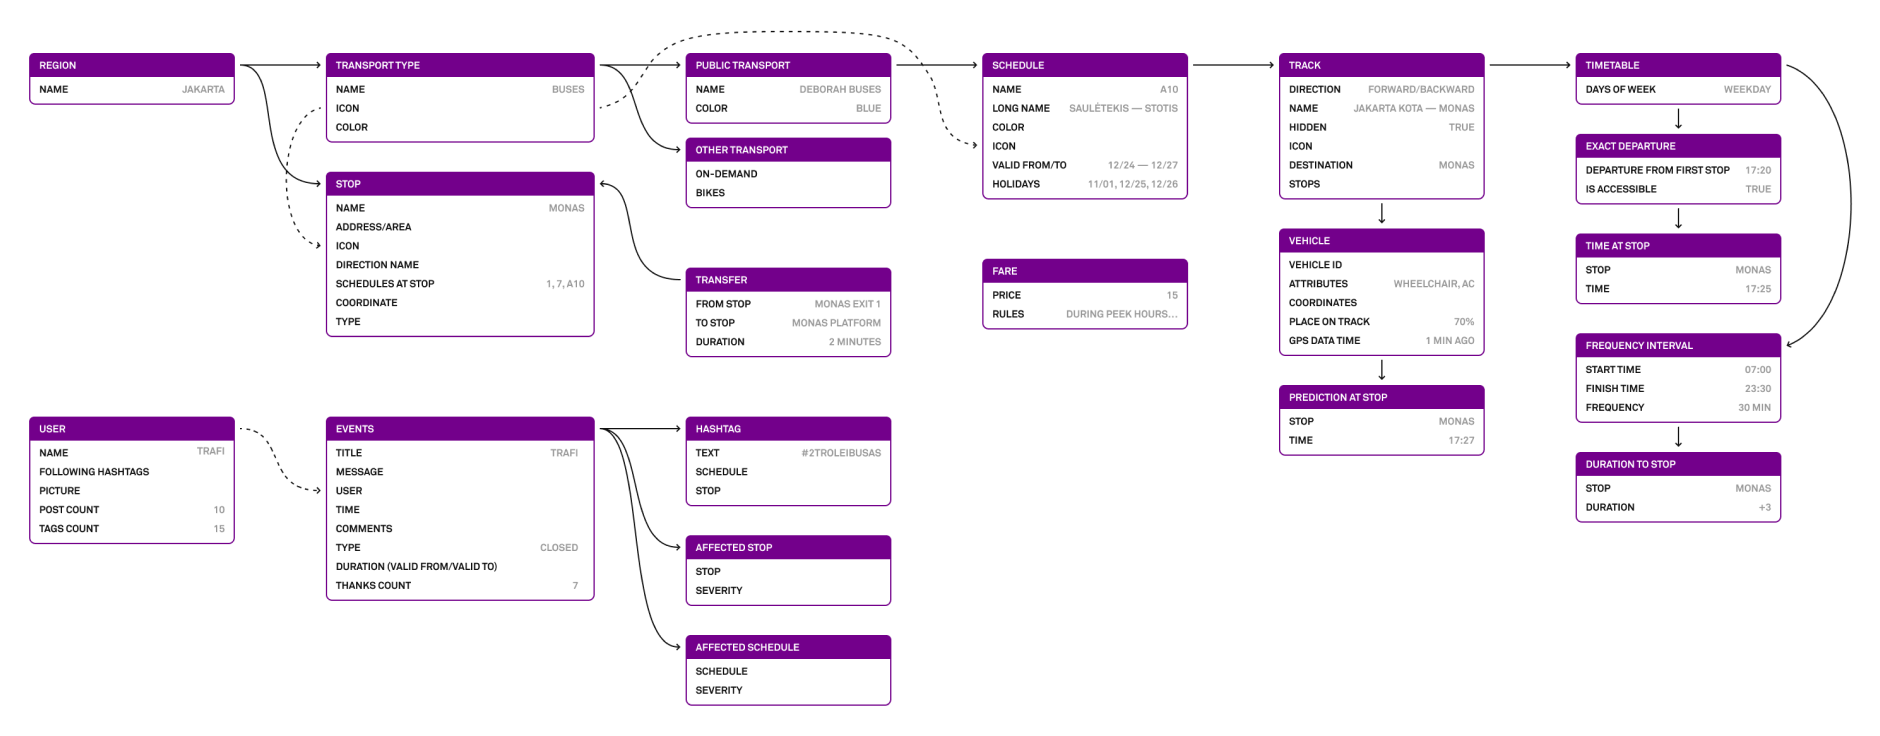 REGION
NAME JAKARTA
TRANSPORT TYPE
NAME BUSES
ICON
COLOR
STOP
NAME MONAS
ADDRESS/AREA
ICON
DIRECTION NAME
SCHEDULES AT STOP 1, 7, A10
COORDINATE
TYPE
PUBLIC TRANSPORT
NAME DEBORAH BUSES
COLOR BLUE
OTHER TRANSPORT
ON-DEMAND
BIKES
TRANSFER
FROM STOP MONAS EXIT 1
TO STOP MONAS PLATFORM
DURATION 2 MINUTES
SCHEDULE
NAME A10
LONG NAME SAULĖTEKIS — STOTIS
COLOR
ICON
VALID FROM/TO 12/24 — 12/27
HOLIDAYS 11/01, 12/25, 12/26
FARE
PRICE 15
RULES DURING PEEK HOURS...
TRACK
DIRECTION FORWARD/BACKWARD
NAME JAKARTA KOTA — MONAS
HIDDEN TRUE
ICON
DESTINATION MONAS
STOPS
VEHICLE
VEHICLE ID
ATTRIBUTES WHEELCHAIR, AC
COORDINATES
PLACE ON TRACK 70%
GPS DATA TIME 1 MIN AGO
PREDICTION AT STOP
STOP MONAS
TIME 17:27
TIMETABLE
DAYS OF WEEK WEEKDAY
EXACT DEPARTURE
DEPARTURE FROM FIRST STOP 17:20
IS ACCESSIBLE TRUE
TIME AT STOP
STOP MONAS
TIME 17:25
FREQUENCY INTERVAL
START TIME 07:00
FINISH TIME 23:30
FREQUENCY 30 MIN
DURATION TO STOP
STOP MONAS
DURATION +3
USER
NAME TRAFI
FOLLOWING HASHTAGS
PICTURE
POST COUNT 10
TAGS COUNT 15
EVENTS
TITLE TRAFI
MESSAGE
USER
TIME
COMMENTS
TYPE CLOSED
DURATION (VALID FROM/VALID TO)
THANKS COUNT 7
HASHTAG
TEXT #2TROLEIBUSAS
SCHEDULE
STOP
AFFECTED STOP
STOP
SEVERITY
AFFECTED SCHEDULE
SCHEDULE
SEVERITY